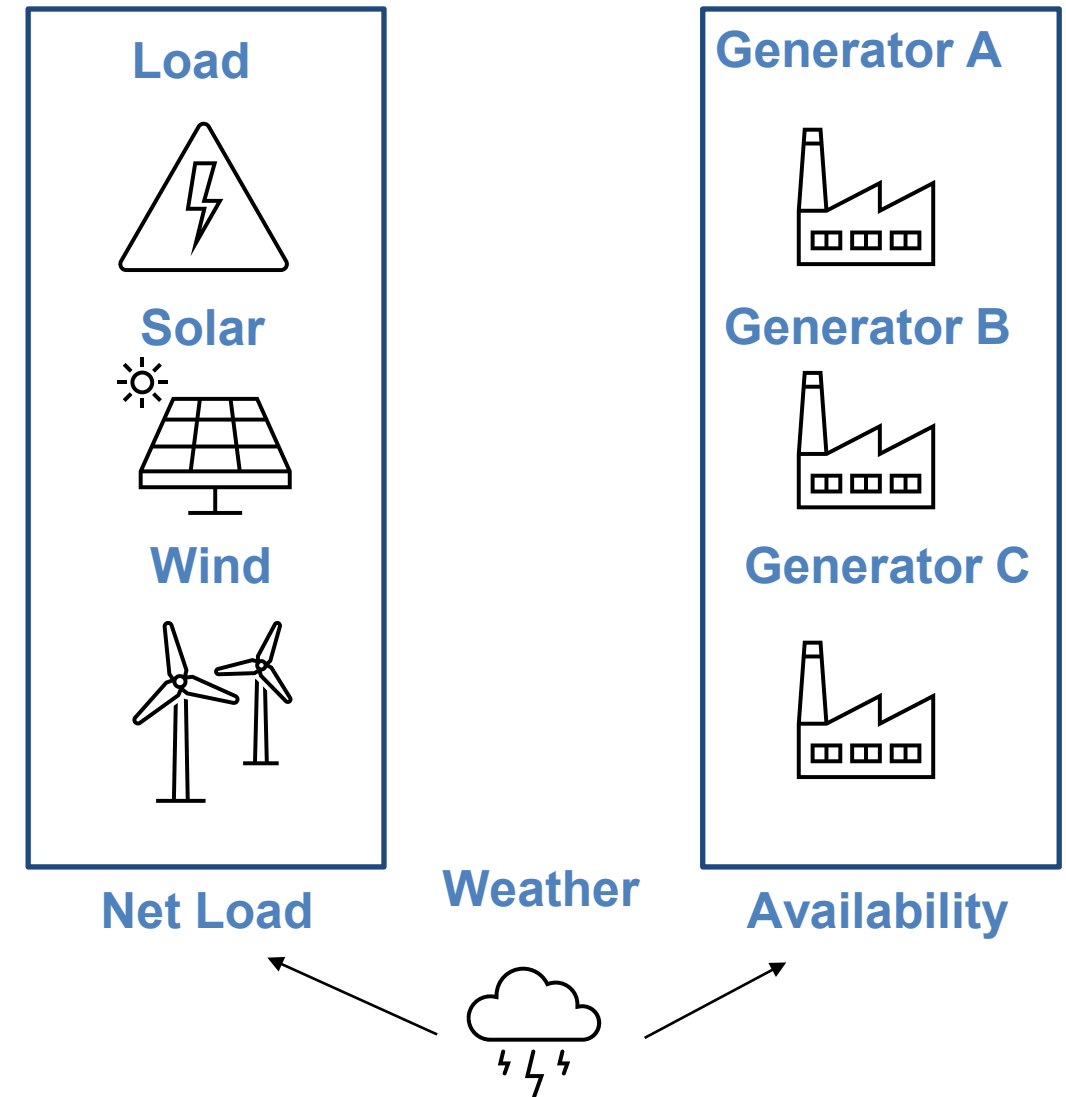 Load
Solar
Wind
Net Load
Weather
Generator A
Generator B
Generator C
Availability